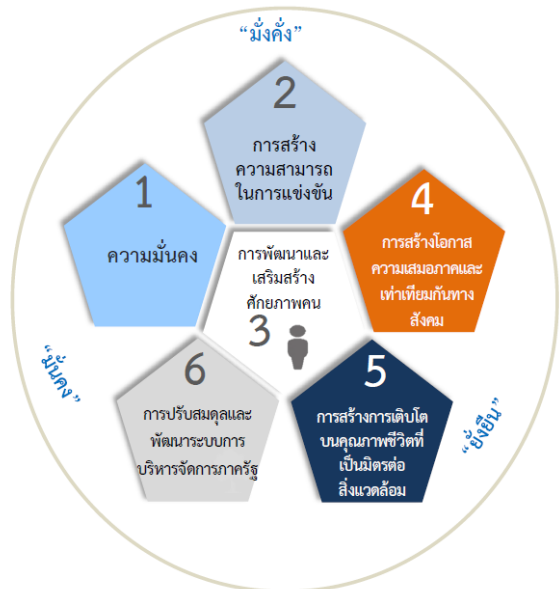 “มั่งคั่ง”
2
การสร้าง
ความสามารถ
ในการแข่งขัน
1
ความมั่นคง
4
การสร้างโอกาส
ความเสมอภาคและ
เท่าเทียมกันทาง
สังคม
การพัฒนาและ
เสริมสร้าง
ศักยภาพคน
3
6
การปรับสมดุลและ
พัฒนาระบบการ
บริหารจัดการภาครัฐ
5
การสร้างการเติบโต
บนคุณภาพชีวิตที่
เป็นมิตรต่อ
สิ่งแวดล้อม
“มั่นคง”
“ยั่งยืน”